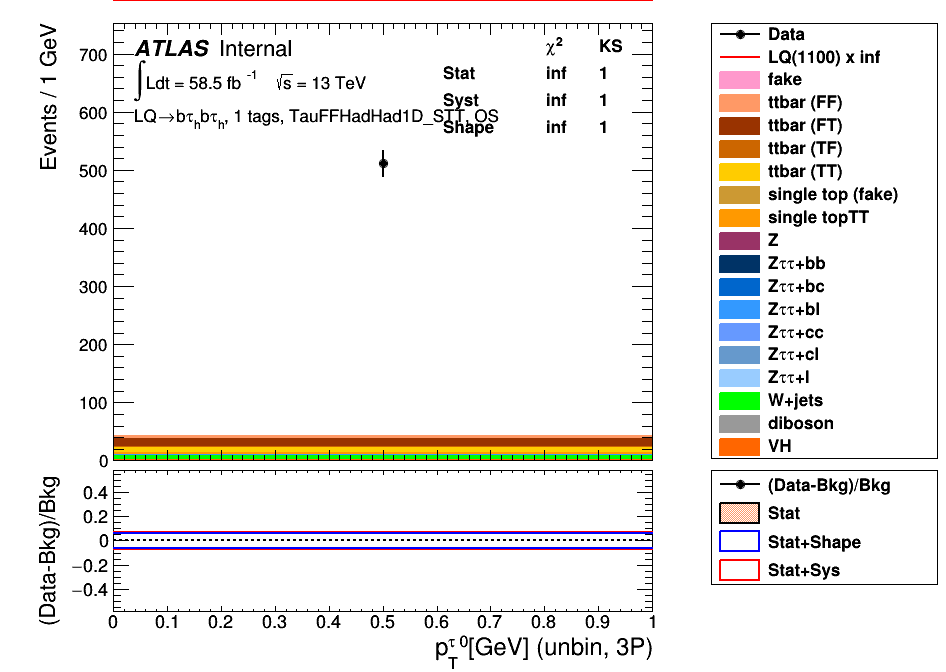 Events / 1 GeV
700
600
500
400
300
200
100
0
ATLAS Internal
∫Ldt = 58.5 fb⁻¹ √s = 13 TeV
LQ→bτₕbτₕ, 1 tags, TauFFHadHad1D_STT, OS
χ² KS
Stat inf 1
Syst inf 1
Shape inf 1
Data
LQ(1100) x inf
fake
ttbar (FF)
ttbar (FT)
ttbar (TF)
ttbar (TT)
single top (fake)
single topTT
Z
Zττ+bb
Zττ+bc
Zττ+bl
Zττ+cc
Zττ+cl
Zττ+l
W+jets
diboson
VH
(Data-Bkg)/Bkg
0.4
0.2
0
−0.2
−0.4
0 0.1 0.2 0.3 0.4 0.5 0.6 0.7 0.8 0.9 1
p_T^{τ 0}[GeV] (unbin, 3P)
(Data-Bkg)/Bkg
Stat
Stat+Shape
Stat+Sys